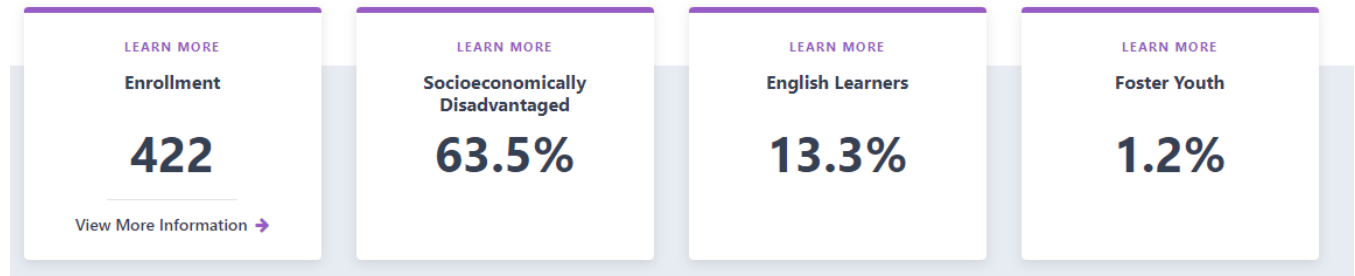 LEARN MORE
Enrollment
422
View More Information
LEARN MORE
Socioeconomically
Disadvantaged
63.5%
LEARN MORE
English Learners
13.3%
LEARN MORE
Foster Youth
1.2%